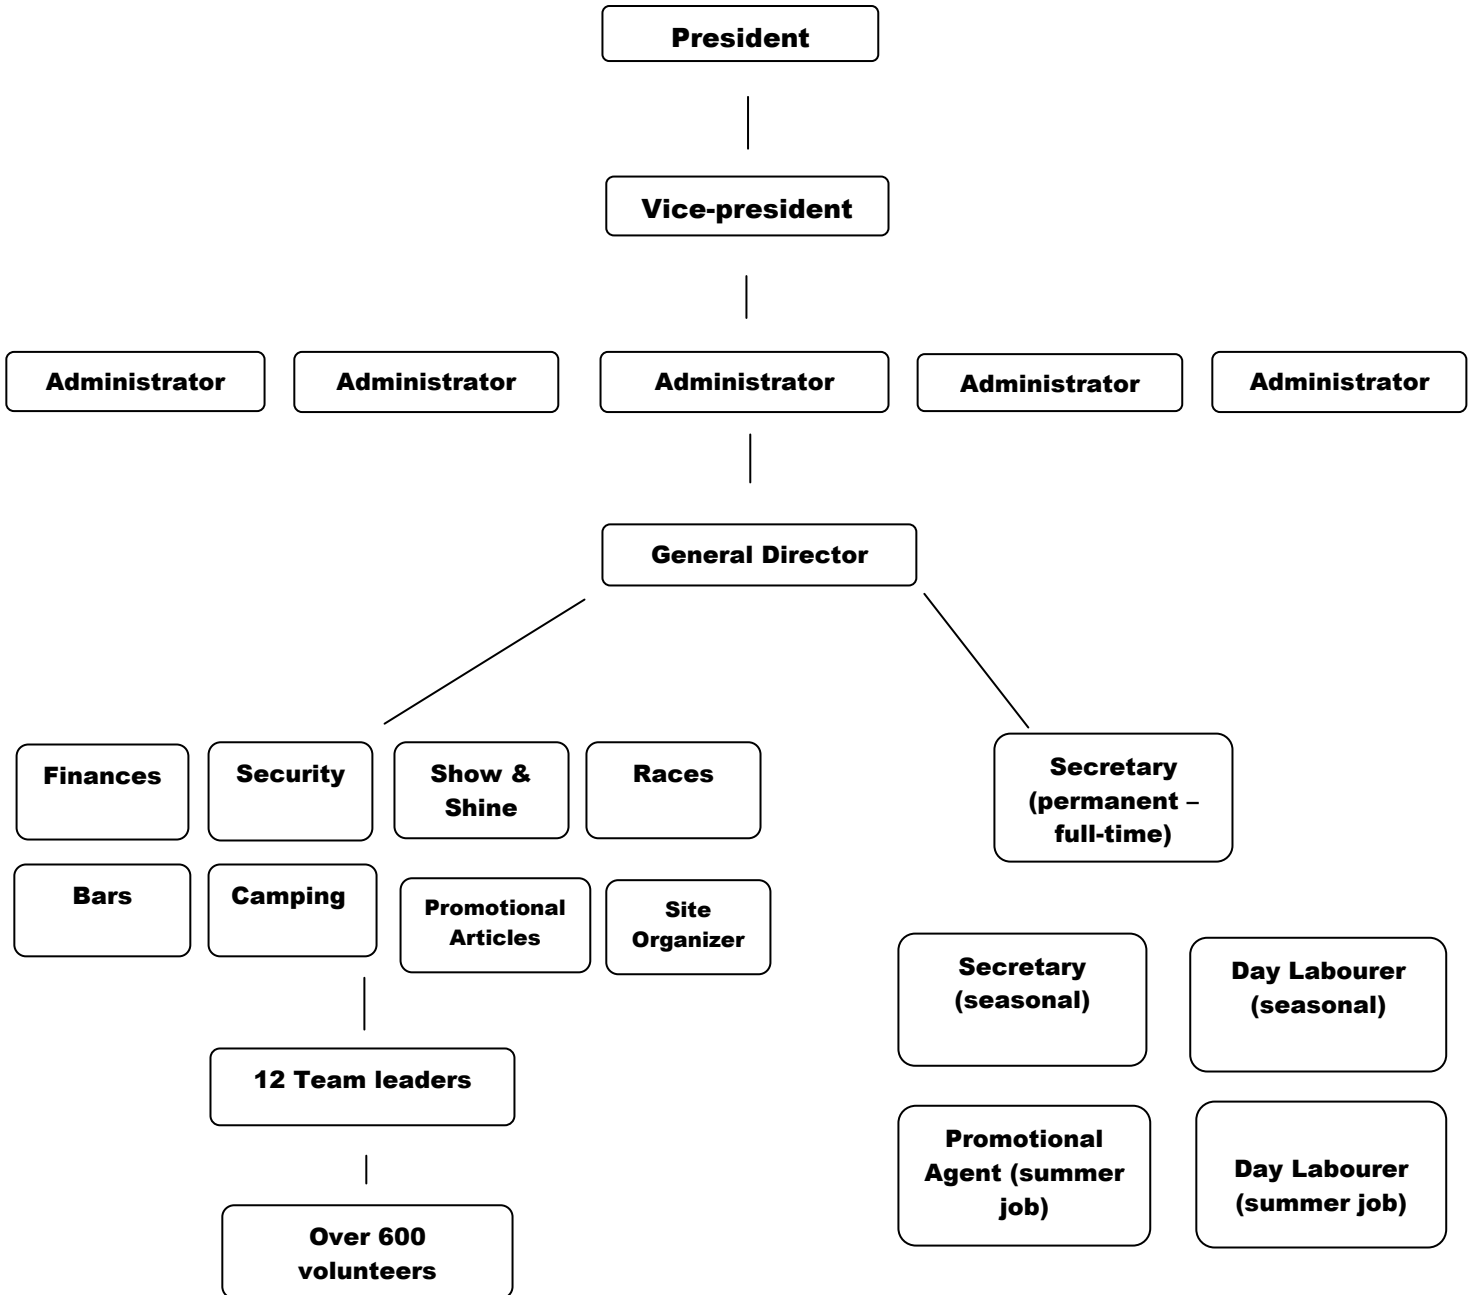 President
Vice-president
Administrator
Administrator
Administrator
Administrator
Administrator
General Director
Finances
Security
Show &
Shine
Races
Secretary
(permanent –
full-time)
Bars
Camping
Promotional
Articles
Site
Organizer
Secretary
(seasonal)
Day Labourer
(seasonal)
12 Team leaders
Promotional
Agent (summer
job)
Day Labourer
(summer job)
Over 600
volunteers